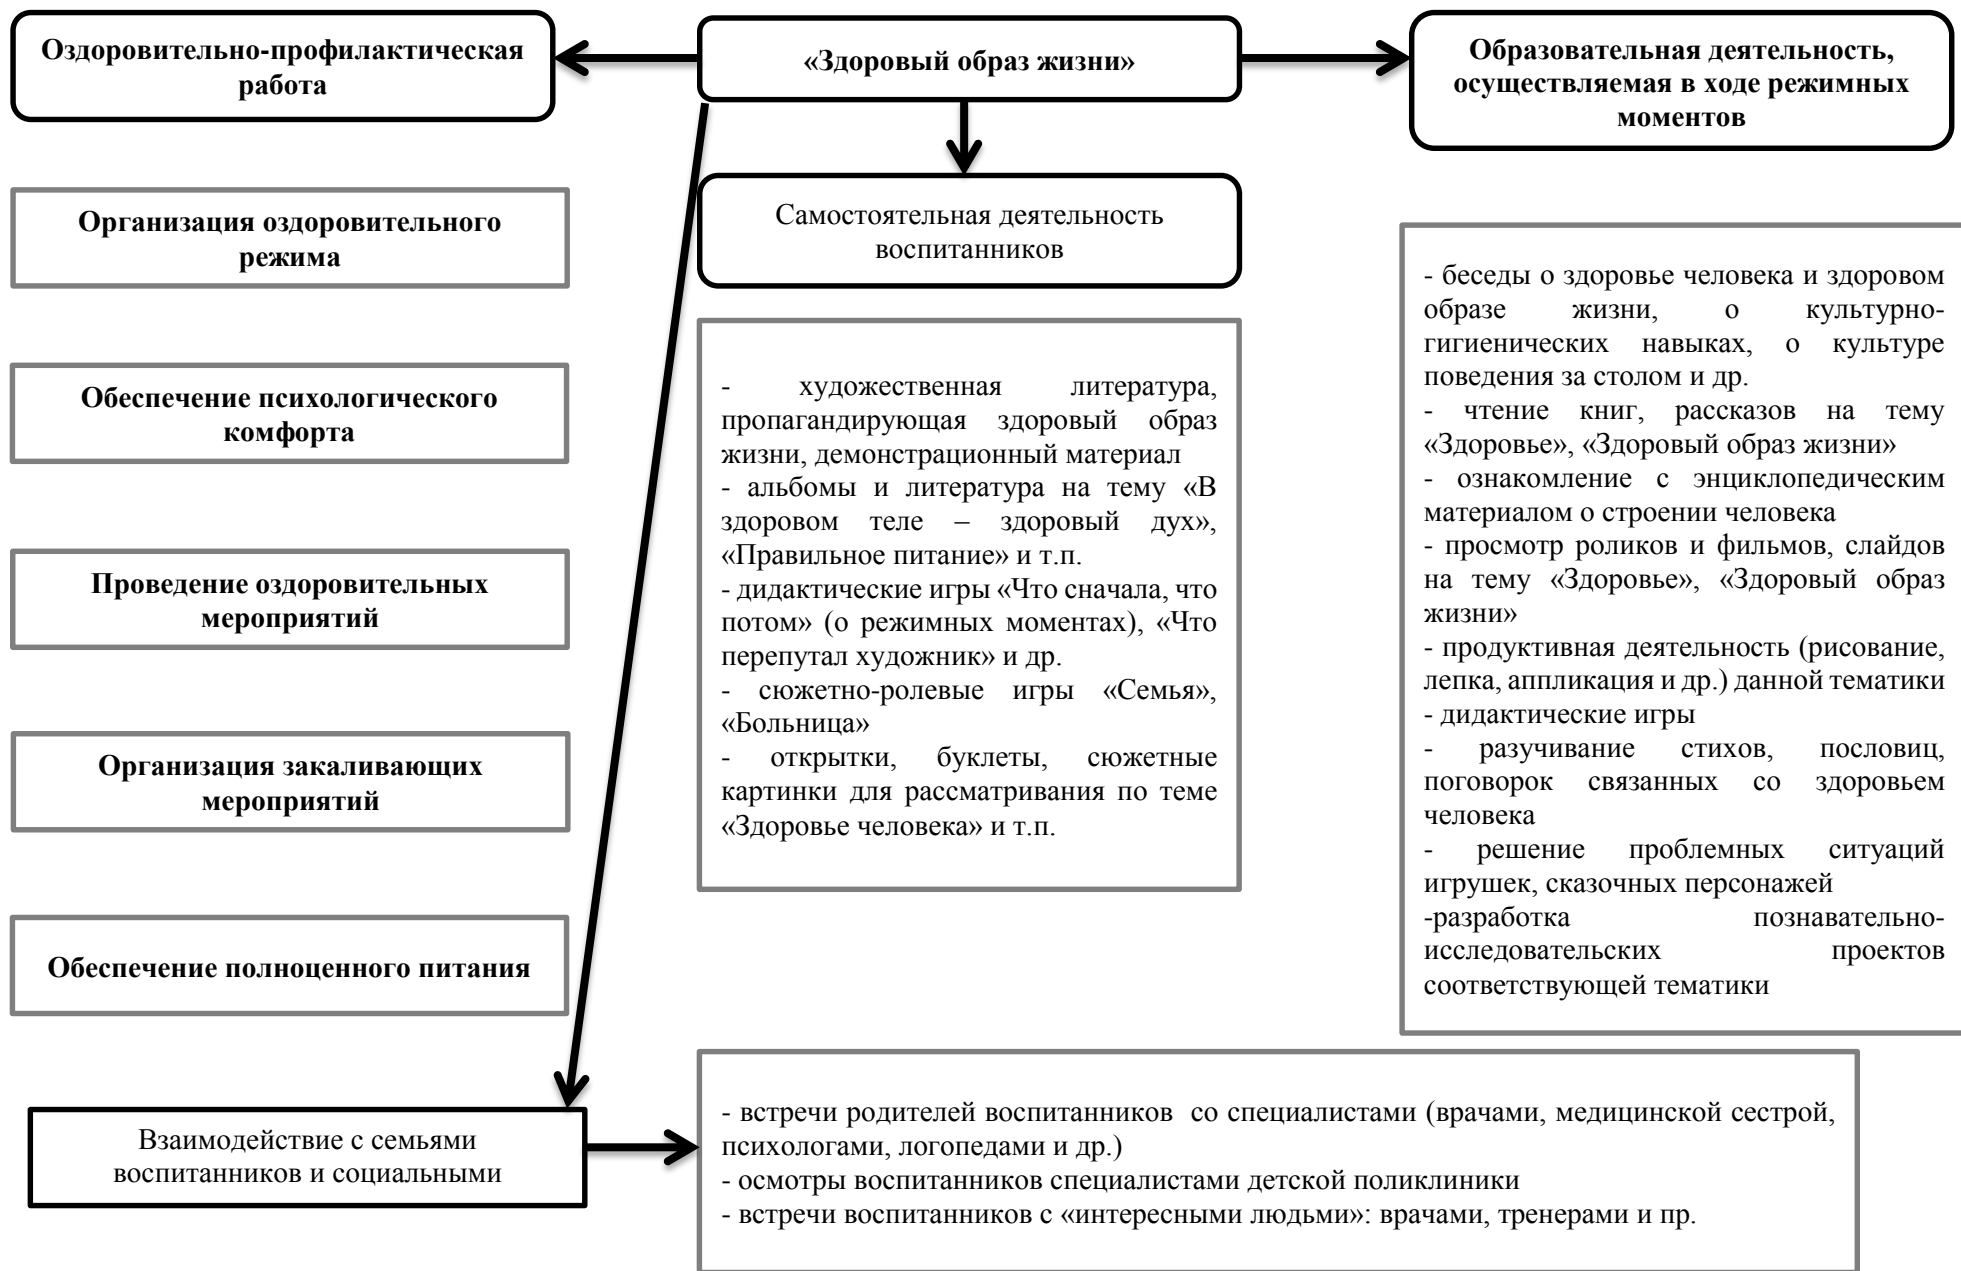 Оздоровительно-профилактическая
работа
«Здоровый образ жизни»
Образовательная деятельность,
осуществляемая в ходе режимных
моментов
Организация оздоровительного
режима
Обеспечение психологического
комфорта
Проведение оздоровительных
мероприятий
Организация закаливающих
мероприятий
Обеспечение полноценного питания
Самостоятельная деятельность
воспитанников
- художественная литература,
пропагандирующая здоровый образ
жизни, демонстрационный материал
- альбомы и литература на тему «В
здоровом теле – здоровый дух»,
«Правильное питание» и т.п.
- дидактические игры «Что сначала, что
потом» (о режимных моментах), «Что
перепутал художник» и др.
- сюжетно-ролевые игры «Семья»,
«Больница»
- открытки, буклеты, сюжетные
картинки для рассматривания по теме
«Здоровье человека» и т.п.
- беседы о здоровье человека и здоровом
образе жизни, о культурно-
гигиенических навыках, о культуре
поведения за столом и др.
- чтение книг, рассказов на тему
«Здоровье», «Здоровый образ жизни»
- ознакомление с энциклопедическим
материалом о строении человека
- просмотр роликов и фильмов, слайдов
на тему «Здоровье», «Здоровый образ
жизни»
- продуктивная деятельность (рисование,
лепка, аппликация и др.) данной тематики
- дидактические игры
- разучивание стихов, пословиц,
поговорок связанных со здоровьем
человека
- решение проблемных ситуаций
игрушек, сказочных персонажей
-разработка познавательно-
исследовательских проектов
соответствующей тематики
Взаимодействие с семьями
воспитанников и социальными
- встречи родителей воспитанников со специалистами (врачами, медицинской сестрой,
психологами, логопедами и др.)
- осмотры воспитанников специалистами детской поликлиники
- встречи воспитанников с «интересными людьми»: врачами, тренерами и пр.